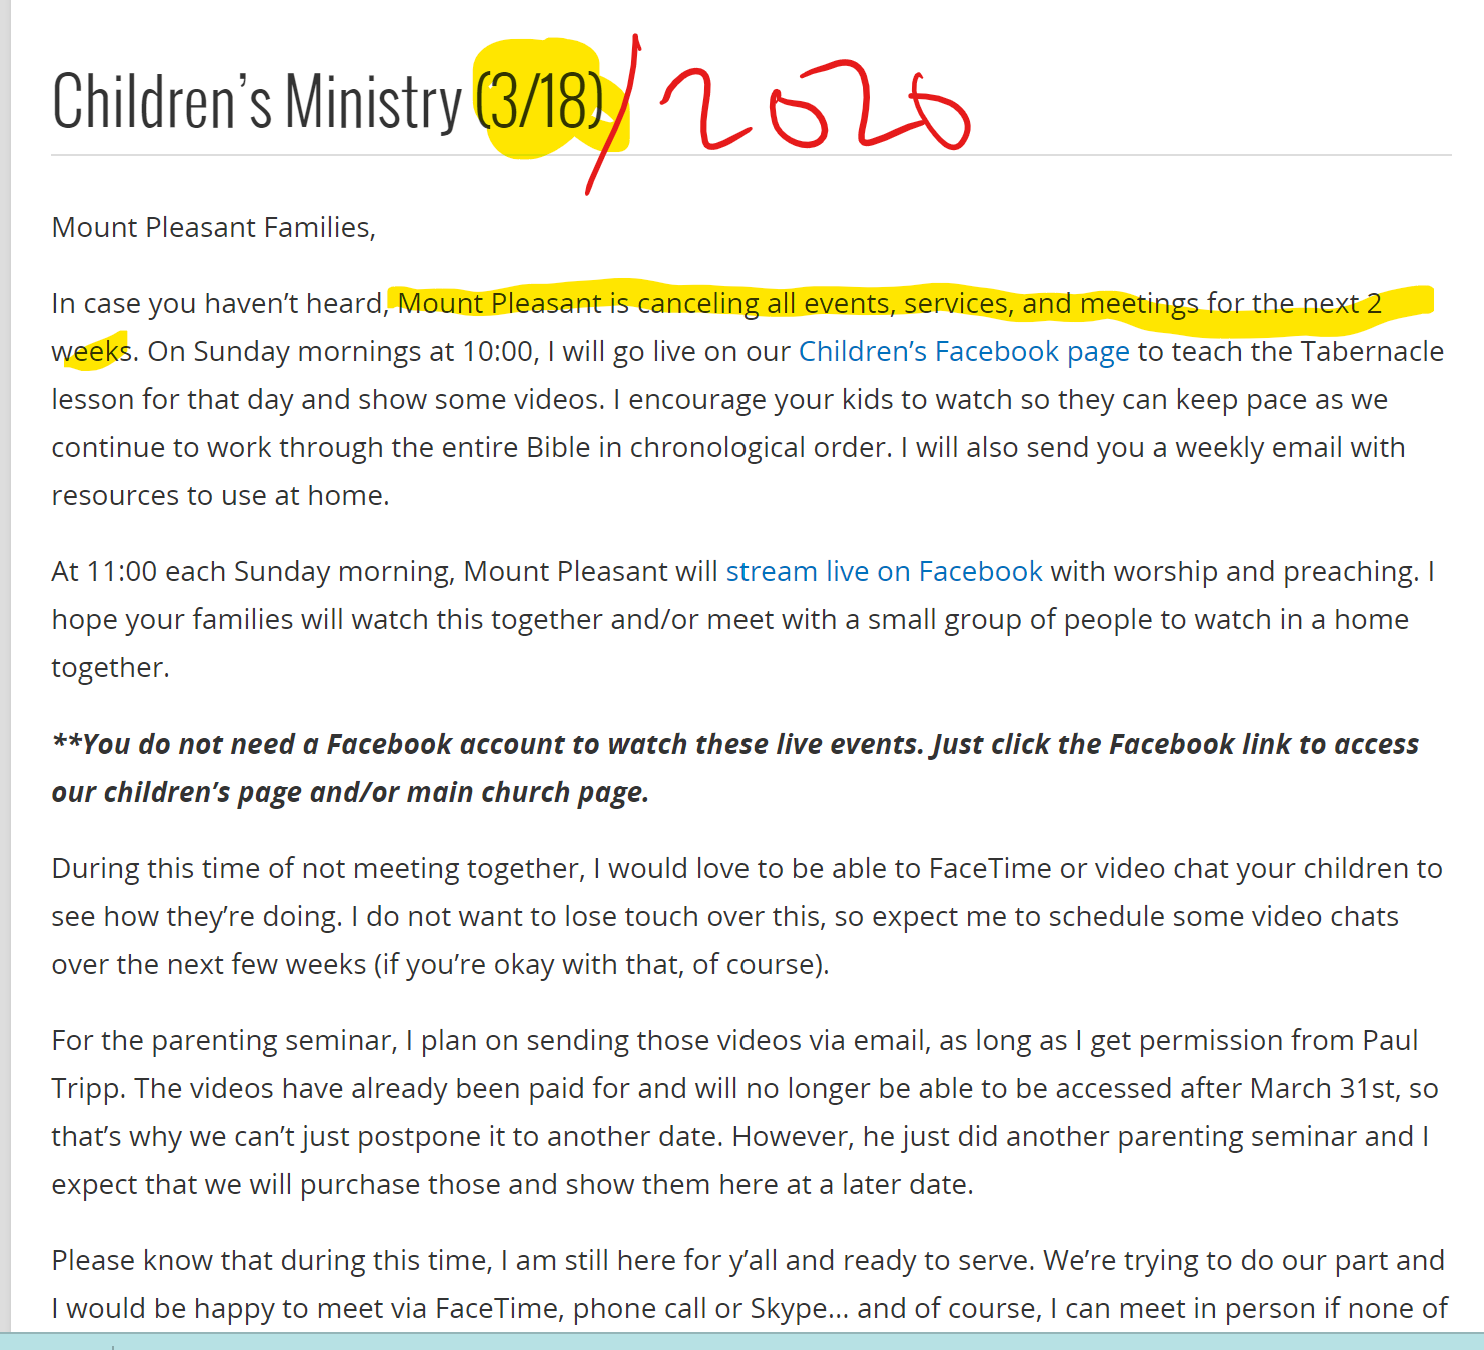 Children’s Ministry (3/18) /2020
Mount Pleasant Families,
In case you haven’t heard, Mount Pleasant is canceling all events, services, and meetings for the next 2
weeks. On Sunday mornings at 10:00, I will go live on our Children’s Facebook page to teach the Tabernacle
lesson for that day and show some videos. I encourage your kids to watch so they can keep pace as we
continue to work through the entire Bible in chronological order. I will also send you a weekly email with
resources to use at home.
At 11:00 each Sunday morning, Mount Pleasant will stream live on Facebook with worship and preaching. I
hope your families will watch this together and/or meet with a small group of people to watch in a home
together.
**You do not need a Facebook account to watch these live events. Just click the Facebook link to access
our children’s page and/or main church page.
During this time of not meeting together, I would love to be able to FaceTime or video chat your children to
see how they’re doing. I do not want to lose touch over this, so expect me to schedule some video chats
over the next few weeks (if you’re okay with that, of course).
For the parenting seminar, I plan on sending those videos via email, as long as I get permission from Paul
Tripp. The videos have already been paid for and will no longer be able to be accessed after March 31st, so
that’s why we can’t just postpone it to another date. However, he just did another parenting seminar and I
expect that we will purchase those and show them here at a later date.
Please know that during this time, I am still here for y’all and ready to serve. We’re trying to do our part and
I would be happy to meet via FaceTime, phone call or Skype… and of course, I can meet in person if none of